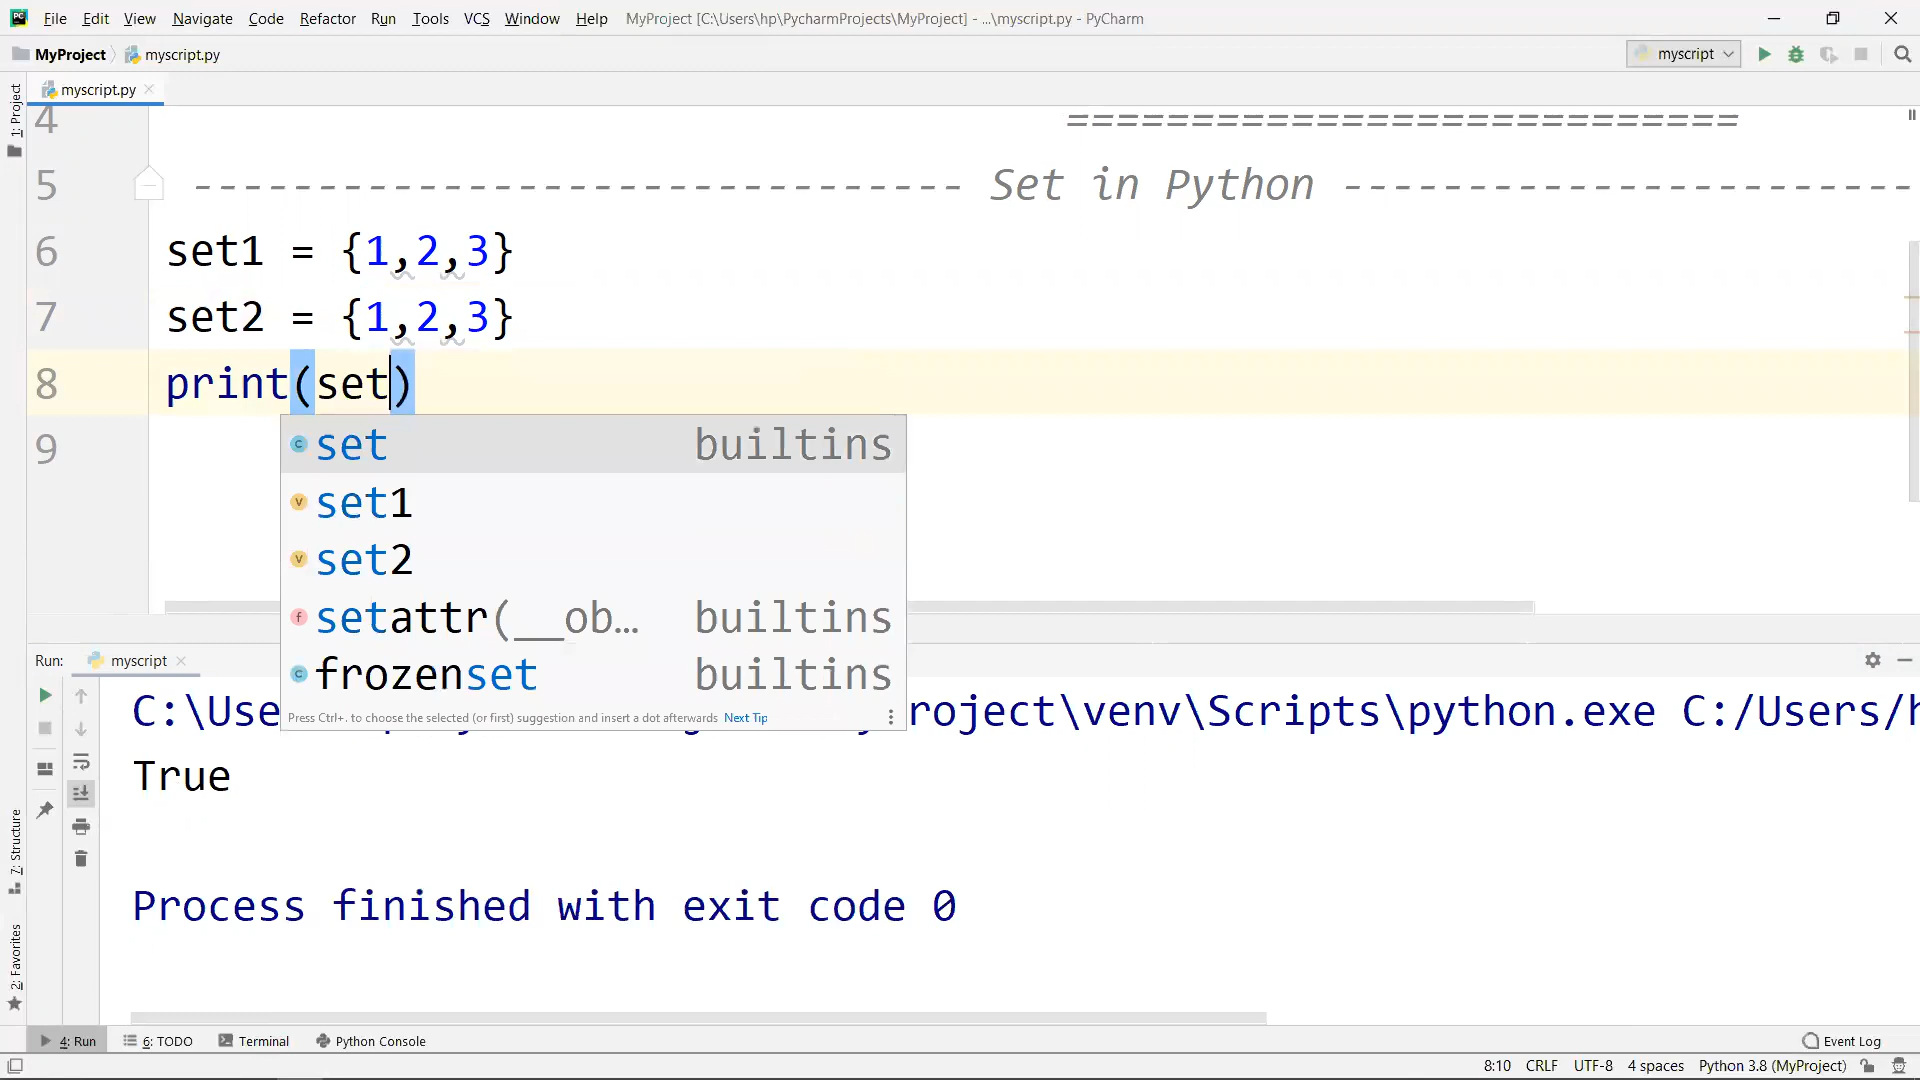 File Edit View Navigate Code Refactor Run Tools VCS Window Help MyProject [C:\Users\hp\PycharmProjects\MyProject] - ...\myscript.py - PyCharm
MyProject myscript.py myscript
myscript.py
1: Project
4 ===========================
5 ------------------------------- Set in Python -----------------------
6 set1 = {1,2,3}
7 set2 = {1,2,3}
8 print(set)
9
set builtins
set1
set2
setattr(__ob... builtins
frozenset builtins
Press Ctrl+. to choose the selected (or first) suggestion and insert a dot afterwards Next Tip
Run: myscript
C:\Use roject\venv\Scripts\python.exe C:/Users/h
True
Process finished with exit code 0
7: Structure
2: Favorites
4: Run 6: TODO Terminal Python Console Event Log
8:10 CRLF UTF-8 4 spaces Python 3.8 (MyProject)